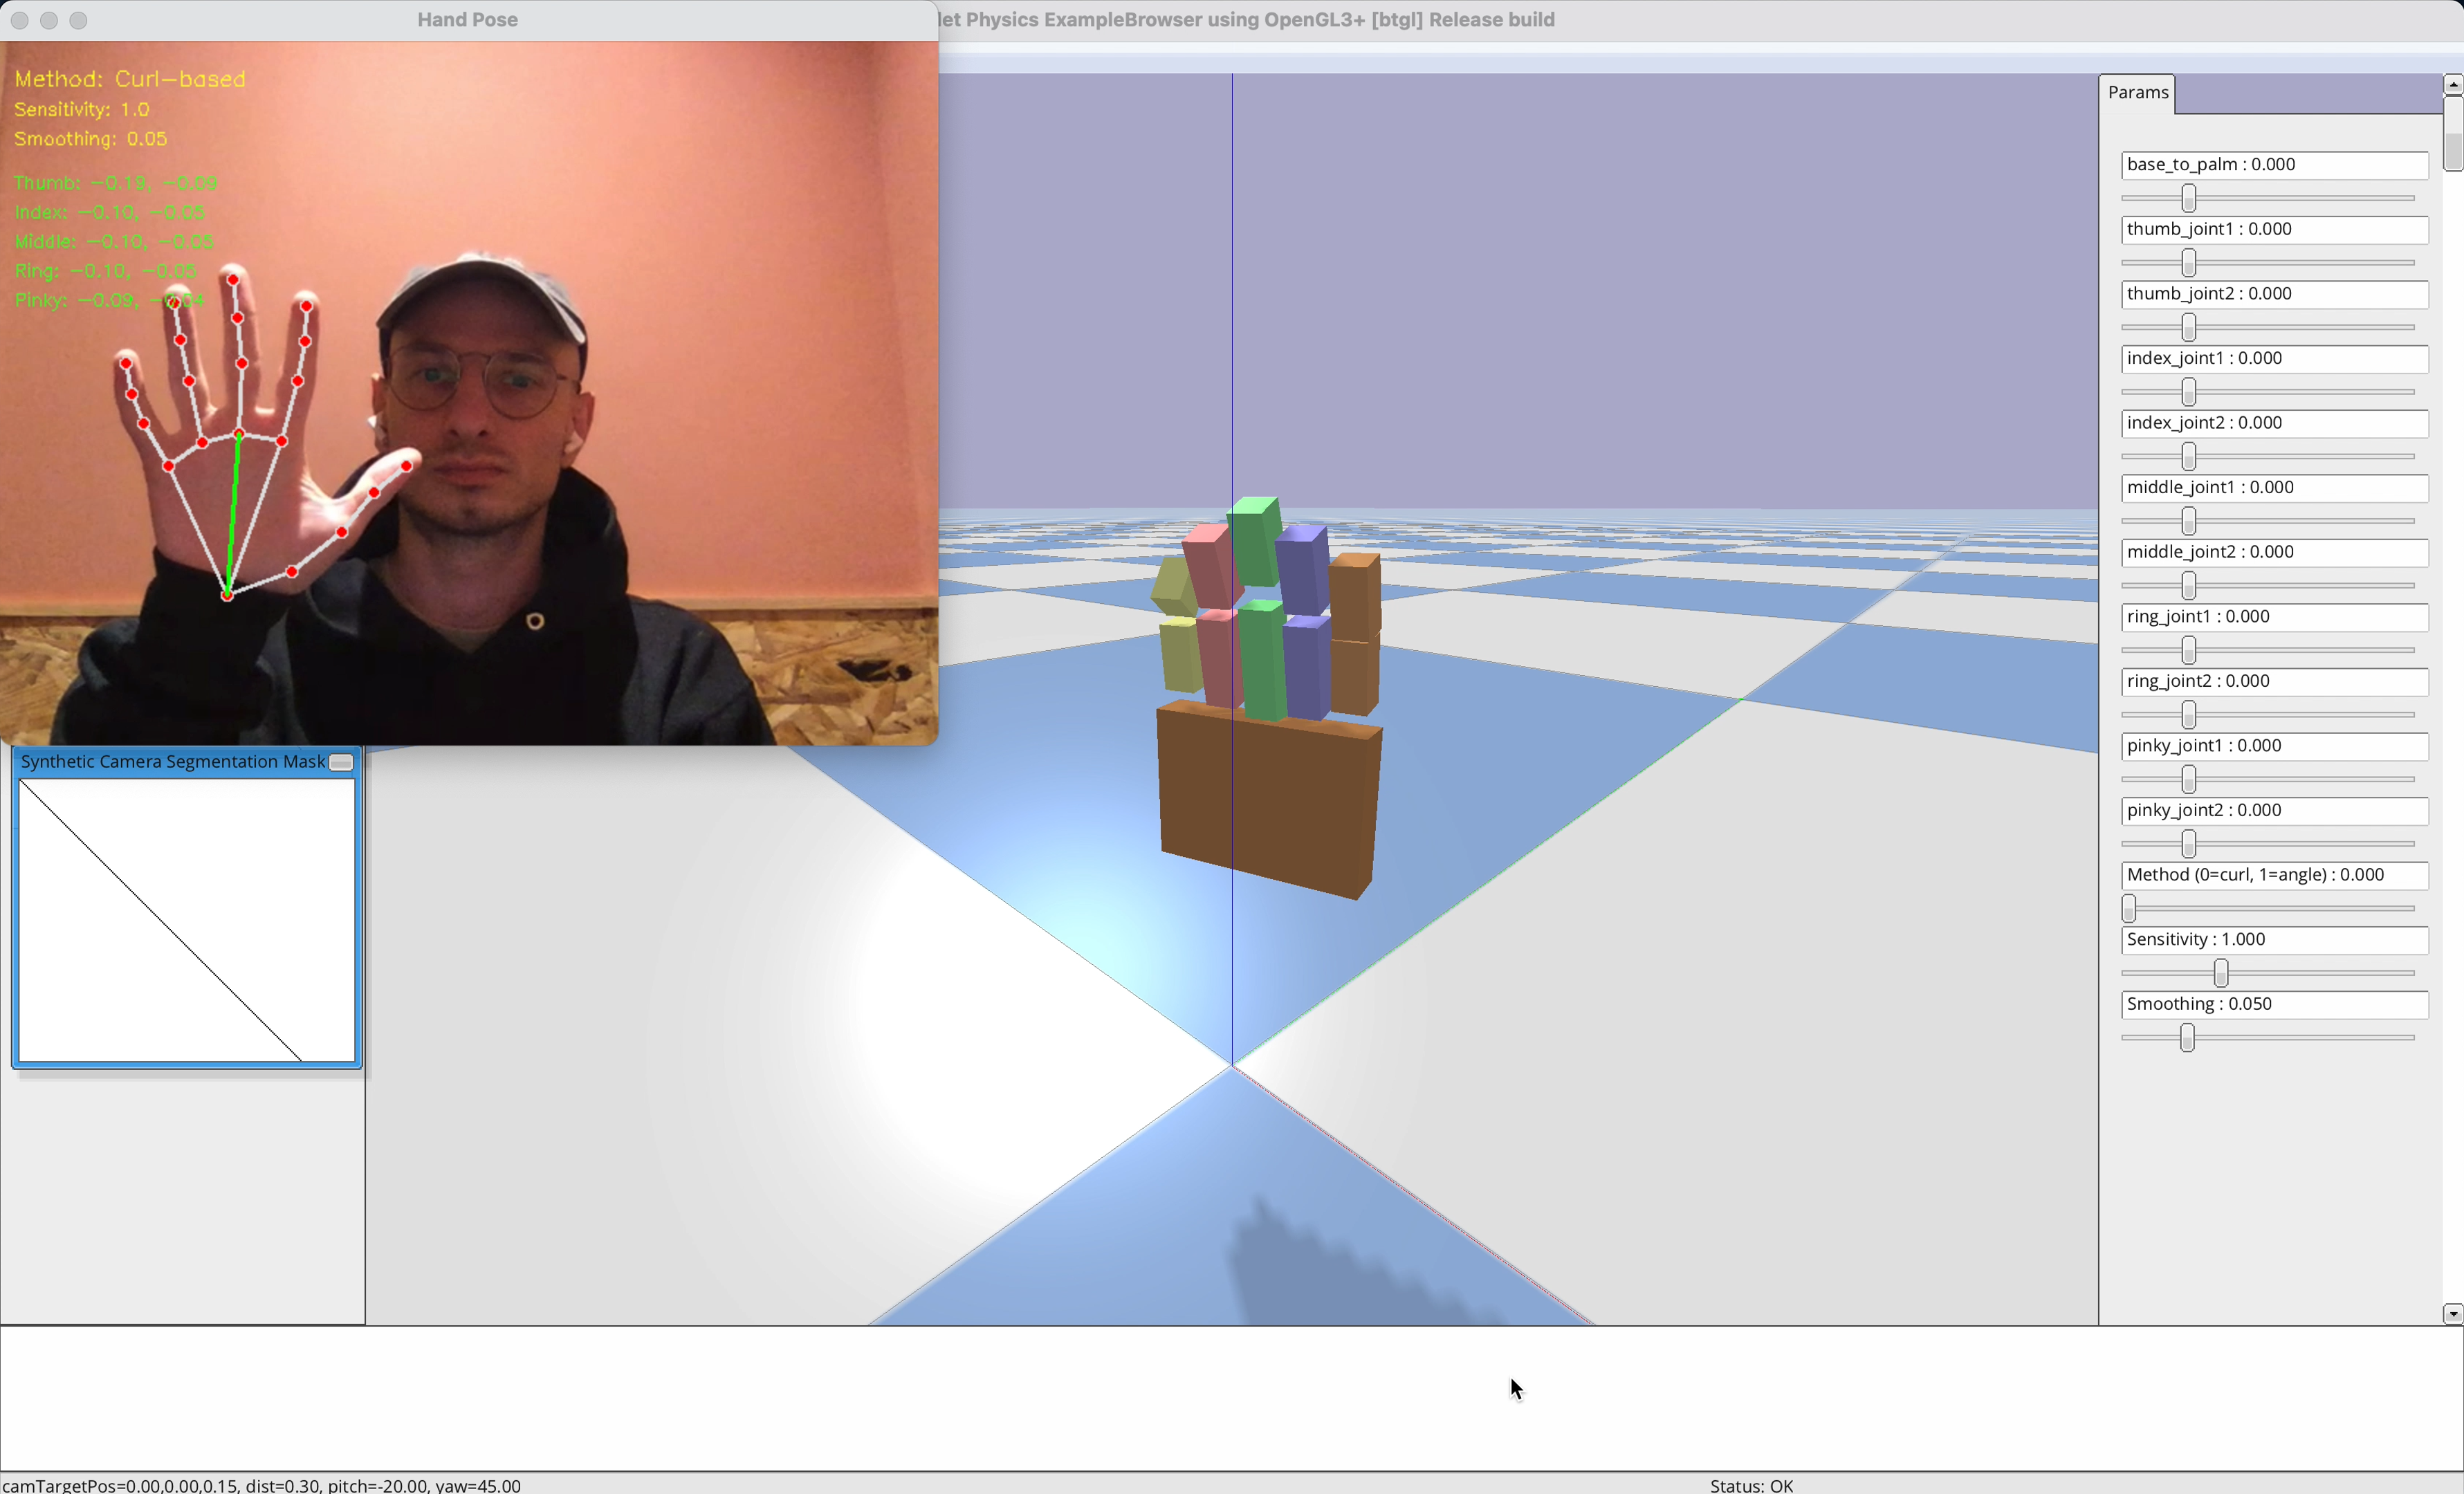 Hand Pose
let Physics ExampleBrowser using OpenGL3+ [btgl] Release build
Method: Curl-based
Sensitivity: 1.0
Smoothing: 0.05
Thumb: -0.19, -0.09
Index: -0.10, -0.05
Middle: -0.10, -0.05
Ring: -0.10, -0.05
Pinky: -0.09, -0.04
Synthetic Camera Segmentation Mask
Params
base_to_palm : 0.000
thumb_joint1 : 0.000
thumb_joint2 : 0.000
index_joint1 : 0.000
index_joint2 : 0.000
middle_joint1 : 0.000
middle_joint2 : 0.000
ring_joint1 : 0.000
ring_joint2 : 0.000
pinky_joint1 : 0.000
pinky_joint2 : 0.000
Method (0=curl, 1=angle) : 0.000
Sensitivity : 1.000
Smoothing : 0.050
camTargetPos=0.00,0.00,0.15, dist=0.30, pitch=-20.00, yaw=45.00
Status: OK